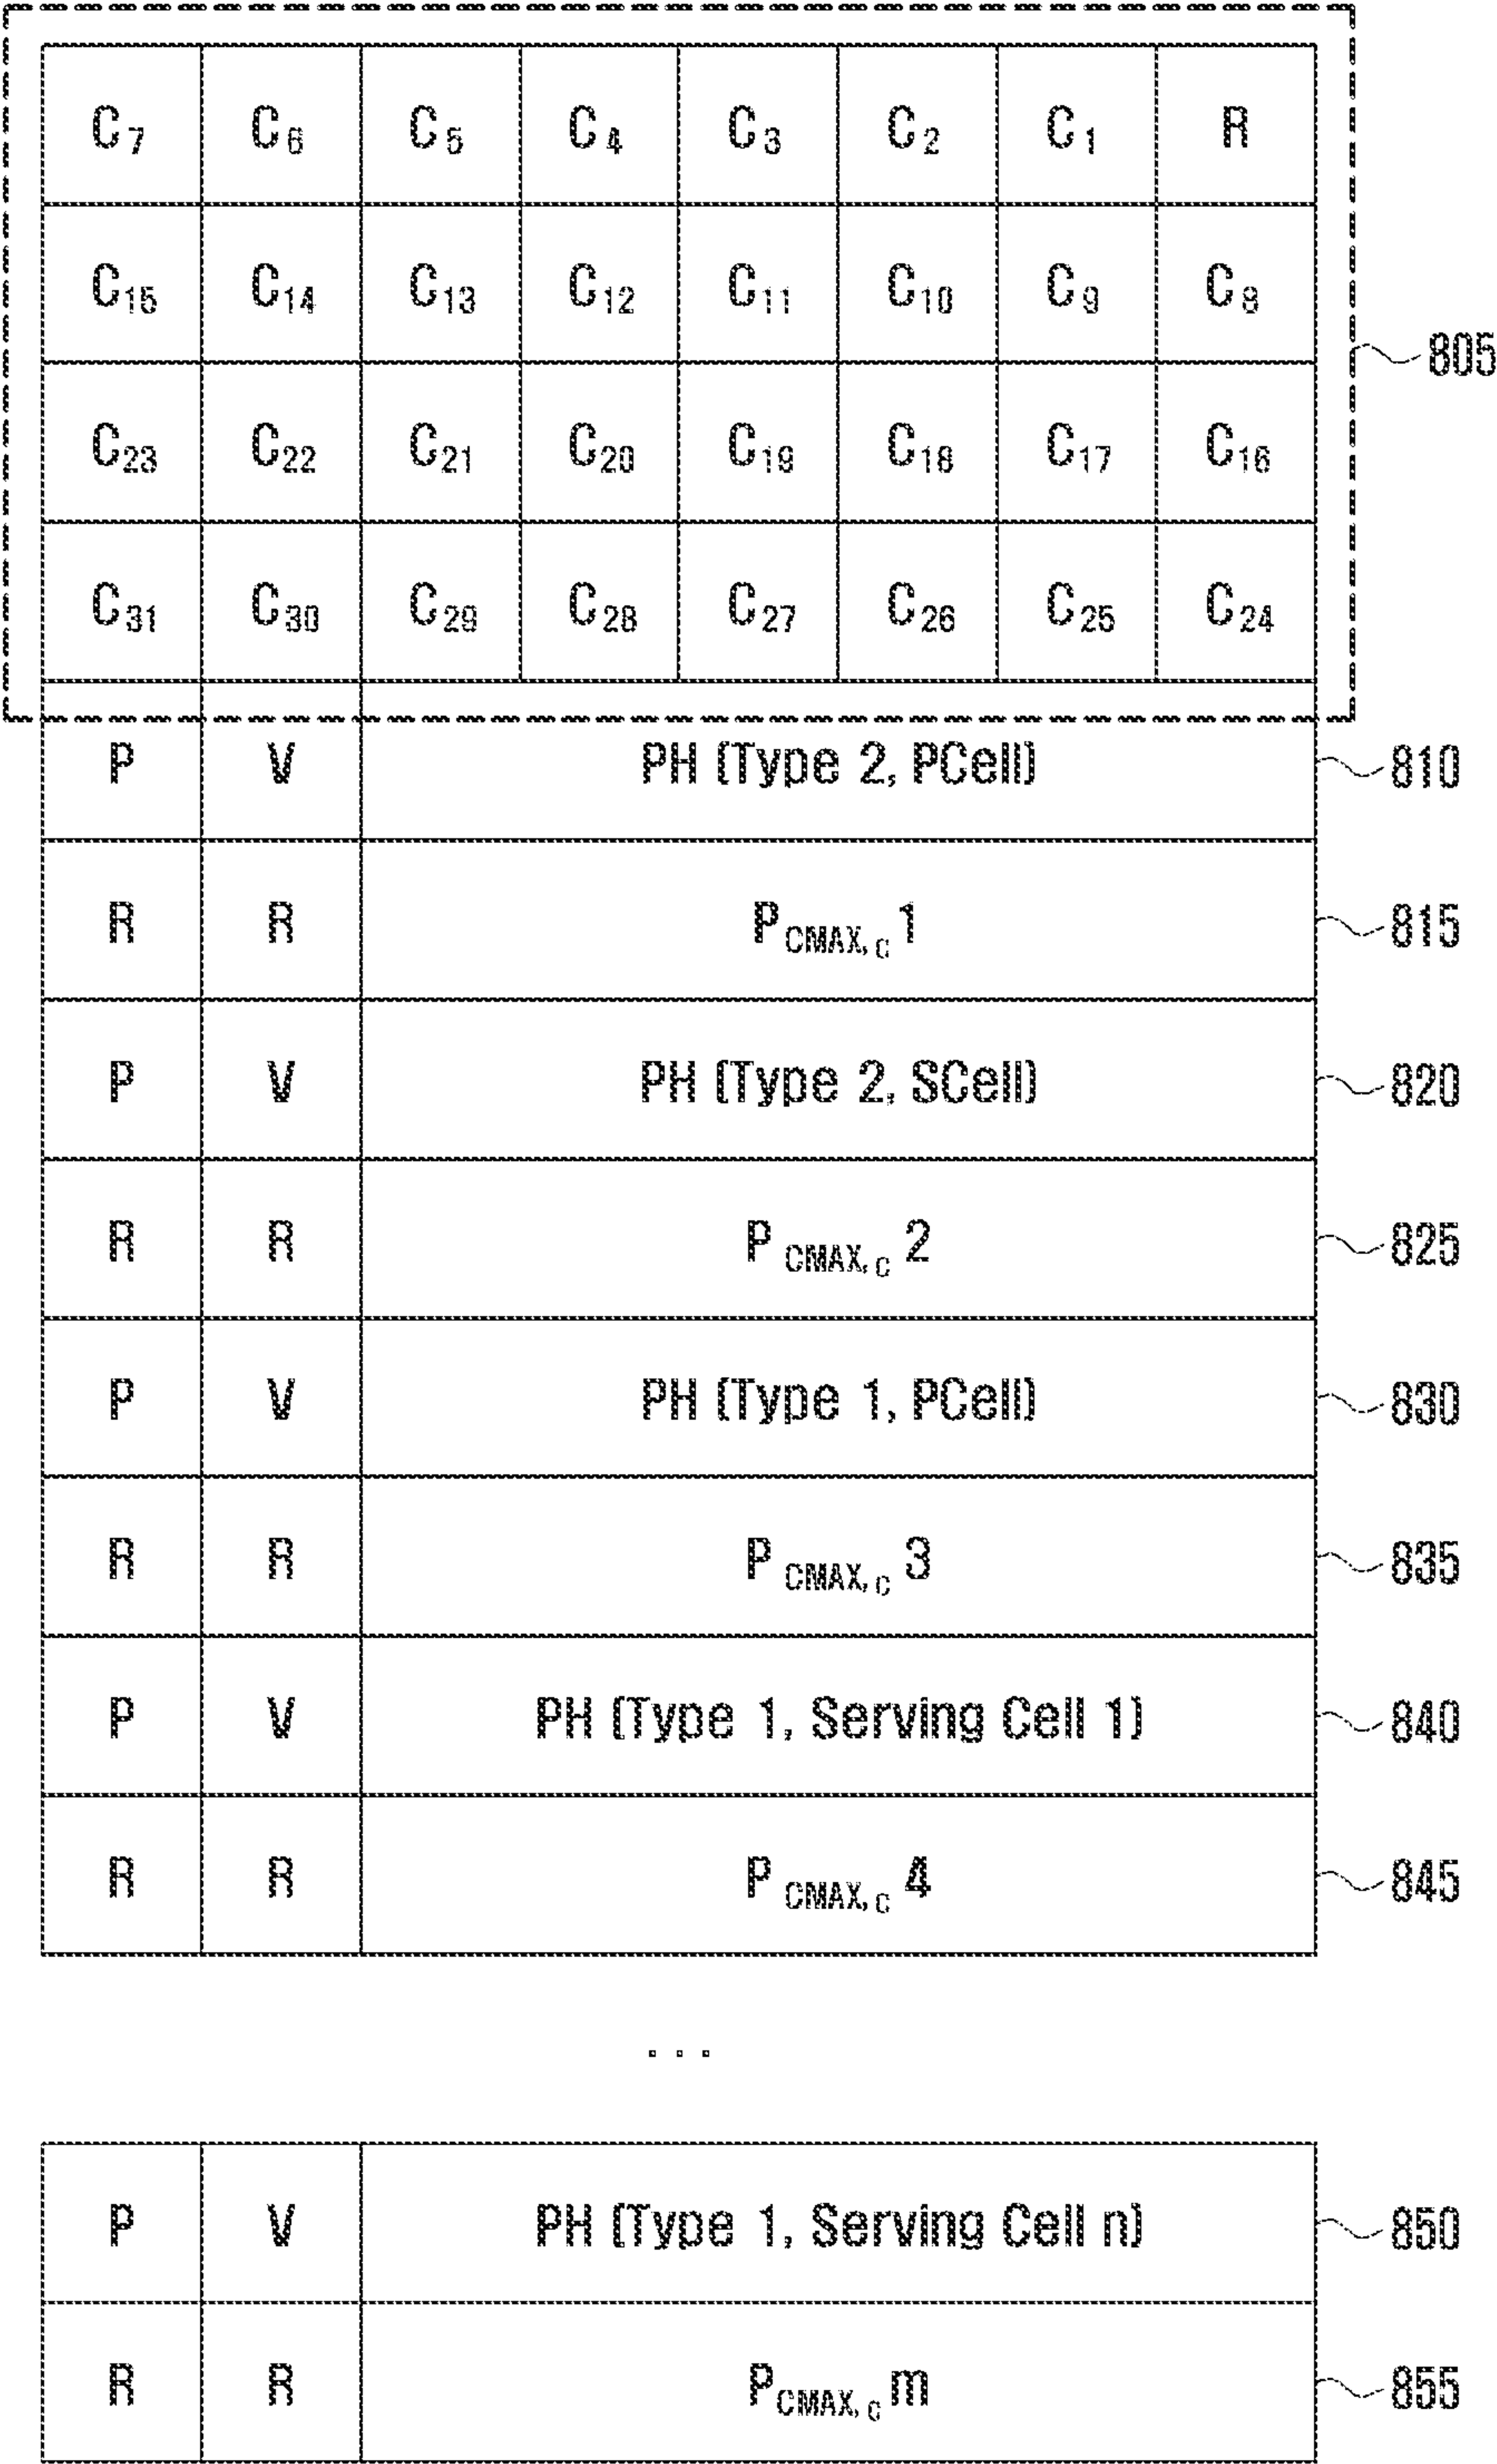 C7 C6 C5 C4 C3 C2 C1 R
C15 C14 C13 C12 C11 C10 C9 C8
805
C23 C22 C21 C20 C19 C18 C17 C16
C31 C30 C29 C28 C27 C26 C25 C24
P V PH (Type 2, PCell) 810
R R PCMAX,c 1 815
P V PH (Type 2, SCell) 820
R R PCMAX,c 2 825
P V PH (Type 1, PCell) 830
R R PCMAX,c 3 835
P V PH (Type 1, Serving Cell 1) 840
R R PCMAX,c 4 845
...
P V PH (Type 1, Serving Cell n) 850
R R PCMAX,c m 855